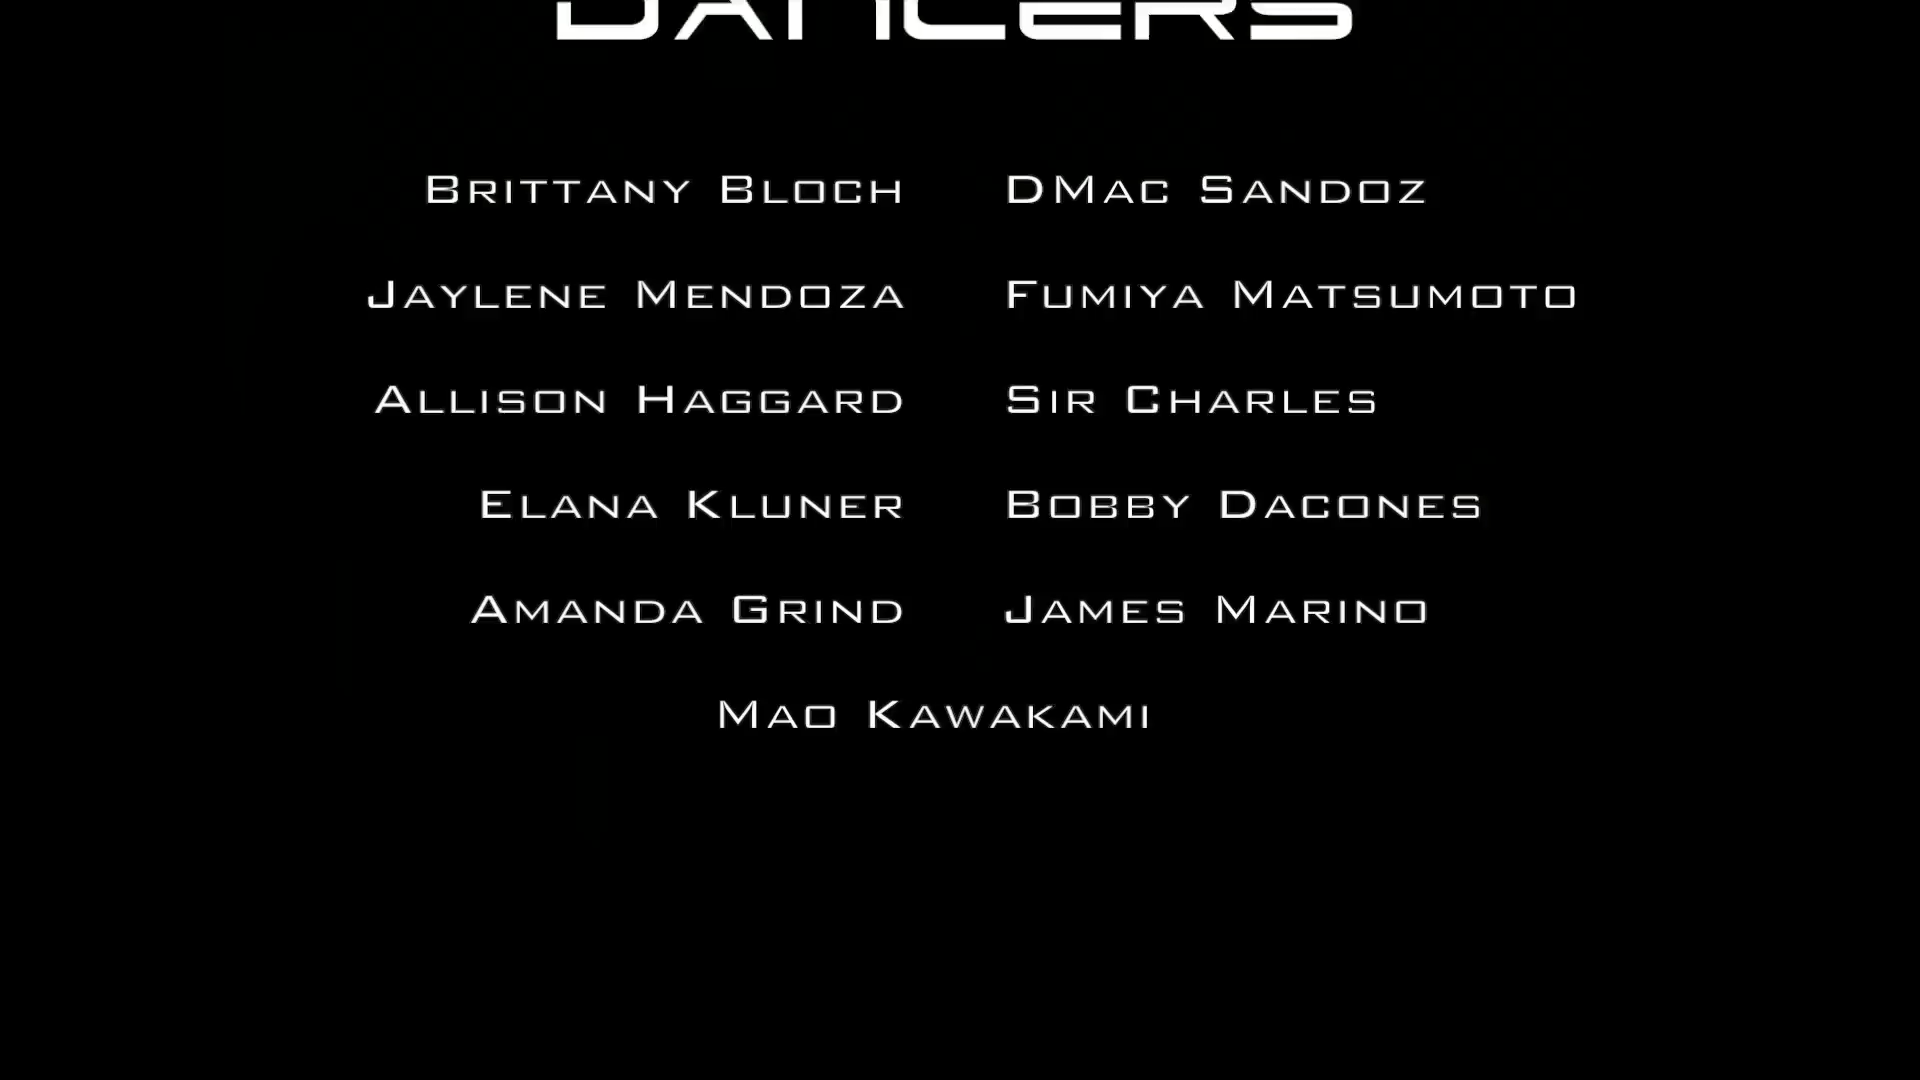 DANCERS
BRITTANY BLOCH DMAC SANDOZ
JAYLENE MENDOZA FUMIYA MATSUMOTO
ALLISON HAGGARD SIR CHARLES
ELANA KLUNER BOBBY DACONES
AMANDA GRIND JAMES MARINO
MAO KAWAKAMI